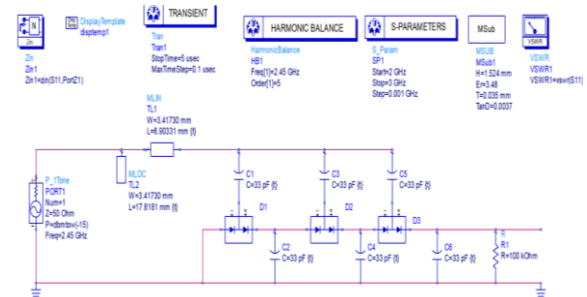 Zin
Zin
Zin1
Zin1=zin(S11,PortZ1)
DisplayTemplate
disptemp1
TRANSIENT
Tran
Tran1
StopTime=5 usec
MaxTimeStep=0.1 usec
HARMONIC BALANCE
HarmonicBalance
HB1
Freq[1]=2.45 GHz
Order[1]=5
S-PARAMETERS
S_Param
SP1
Start=2 GHz
Stop=3 GHz
Step=0.001 GHz
MSub
MSUB
MSub1
H=1.524 mm
Er=3.48
T=0.035 mm
TanD=0.0037
VSWR
VSWR
VSWR1
VSWR1=vswr(S11)
MLIN
TL1
W=3.41730 mm
L=6.90331 mm {t}
MLOC
TL2
W=3.41730 mm
L=17.6181 mm {t}
P_1Tone
PORT1
Num=1
Z=50 Ohm
P=dbmtow(-15)
Freq=2.45 GHz
C1
C=33 pF {t}
C3
C=33 pF {t}
C5
C=33 pF {t}
D1
D2
D3
C2
C=33 pF {t}
C4
C=33 pF {t}
C6
C=33 pF {t}
R
R1
R=100 kOhm